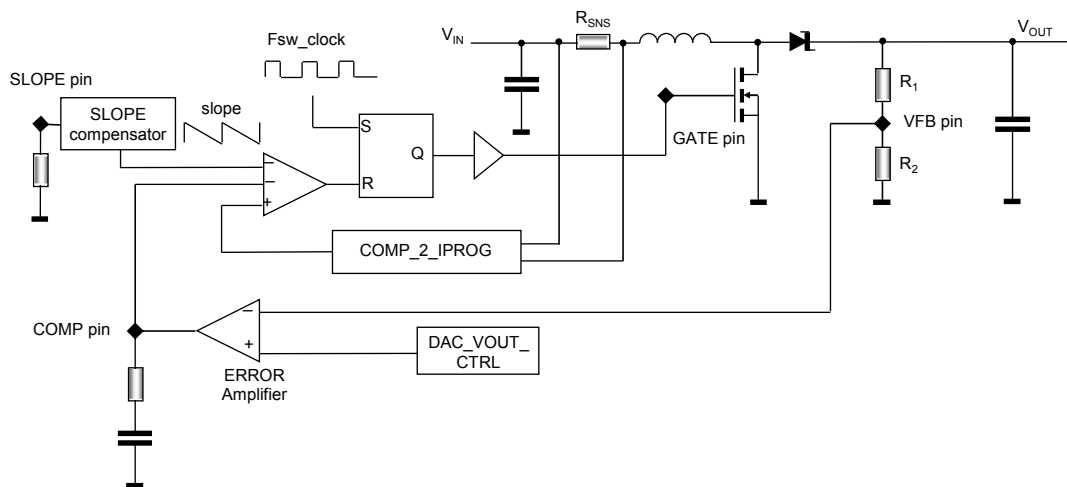 R_SNS
V_IN
V_OUT
Fsw_clock
SLOPE pin
SLOPE
compensator
slope
S
Q
R
GATE pin
R_1
VFB pin
R_2
−
−
+
COMP_2_IPROG
COMP pin
−
+
DAC_VOUT_
CTRL
ERROR
Amplifier